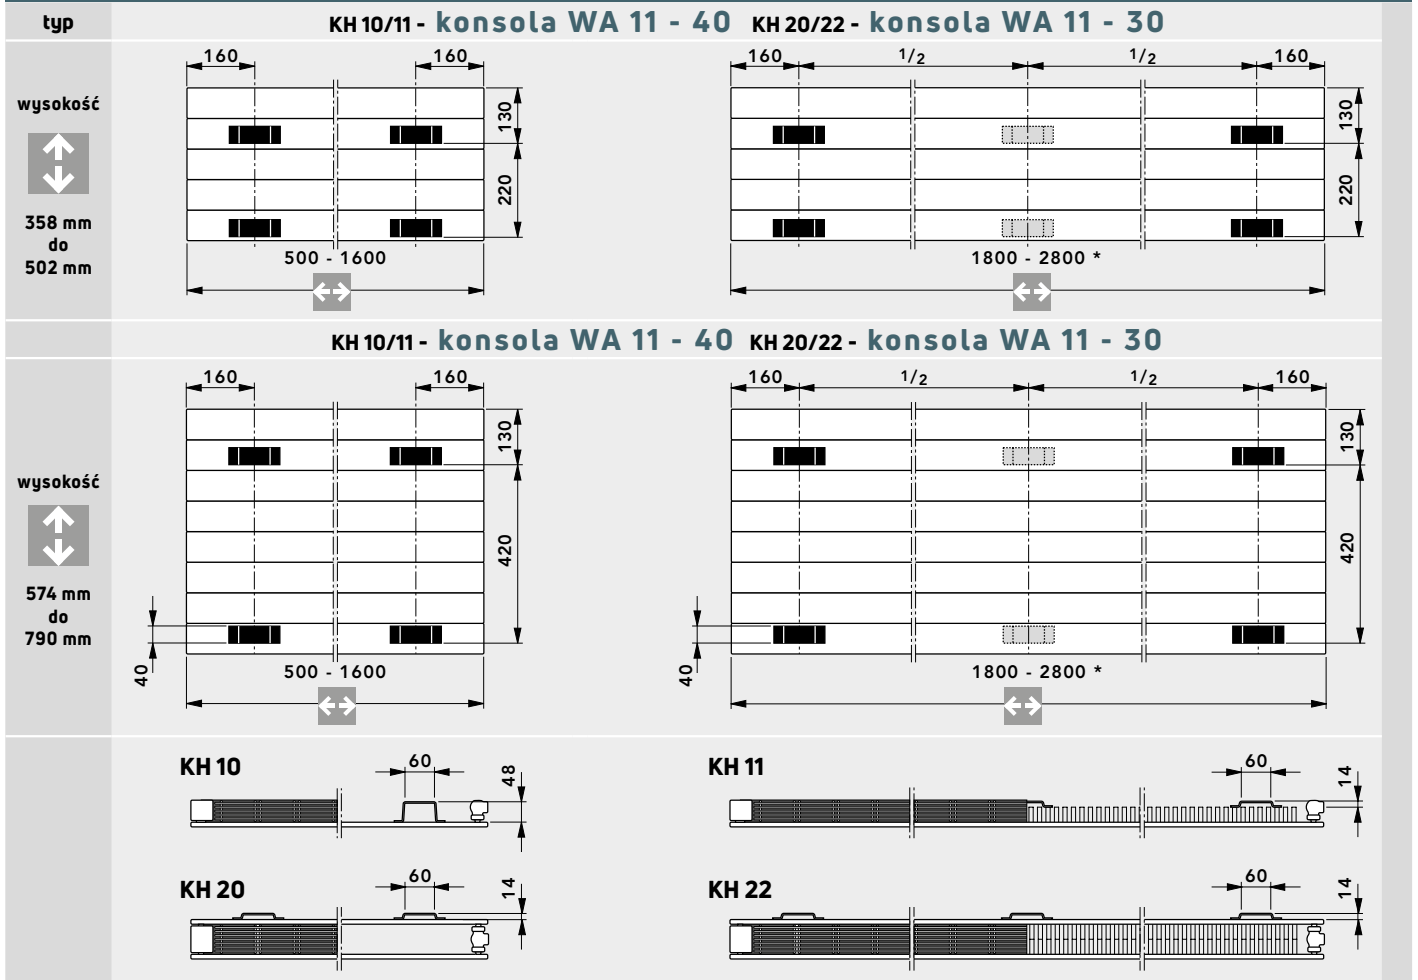 typ
KH 10/11 - konsola WA 11 - 40 KH 20/22 - konsola WA 11 - 30
wysokość
358 mm
do
502 mm
160 160
130
220
500 - 1600
160 1/2 1/2 160
130
220
1800 - 2800 *
KH 10/11 - konsola WA 11 - 40 KH 20/22 - konsola WA 11 - 30
wysokość
574 mm
do
790 mm
160 160
130
420
40
500 - 1600
160 1/2 1/2 160
130
420
40
1800 - 2800 *
KH 10
60
48
KH 11
60
14
KH 20
60
14
KH 22
60
14